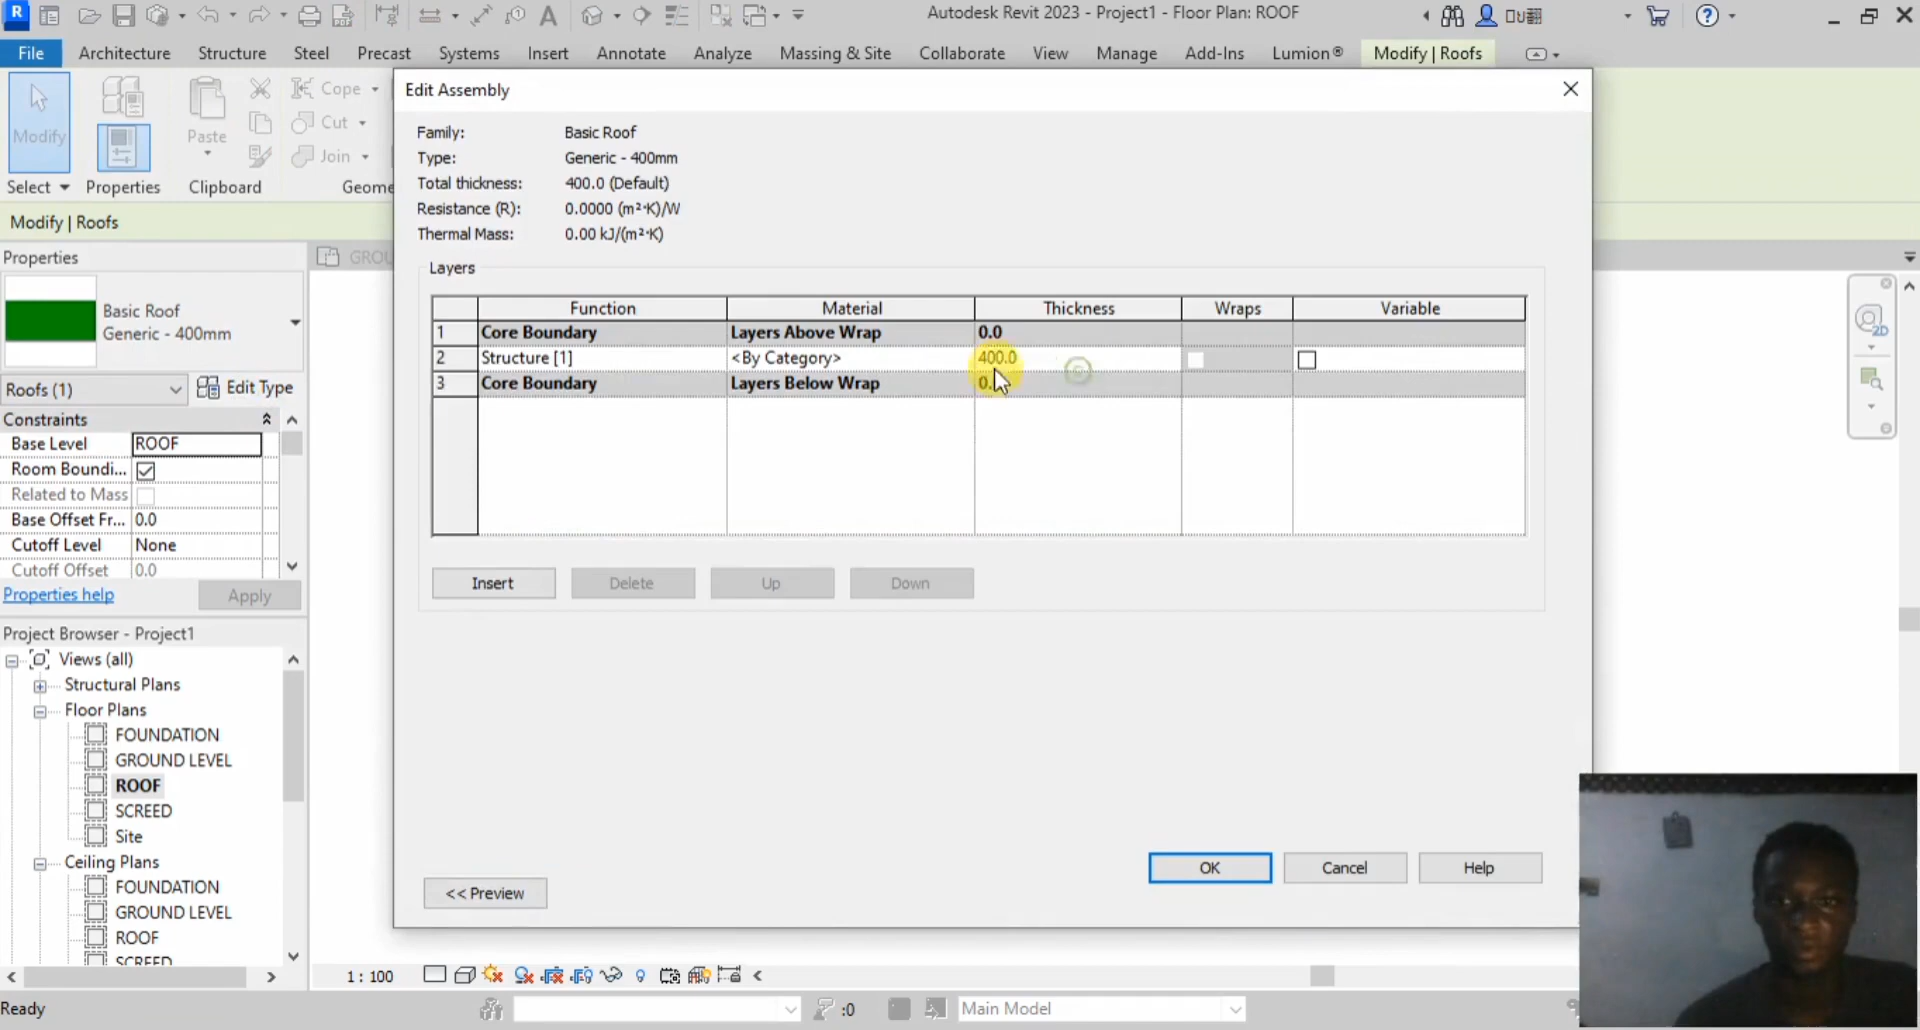 Autodesk Revit 2023 - Project1 - Floor Plan: ROOF
File Architecture Structure Steel Precast Systems Insert Annotate Analyze Massing & Site Collaborate View Manage Add-Ins Lumion® Modify | Roofs
Modify
Paste
Cope
Cut
Join
Select Properties Clipboard Geome
Modify | Roofs
Properties
Basic Roof
Generic - 400mm
Roofs (1) Edit Type
Constraints
Base Level ROOF
Room Boundi...
Related to Mass
Base Offset Fr... 0.0
Cutoff Level None
Cutoff Offset 0.0
Properties help Apply
Project Browser - Project1
Views (all)
Structural Plans
Floor Plans
FOUNDATION
GROUND LEVEL
ROOF
SCREED
Site
Ceiling Plans
FOUNDATION
GROUND LEVEL
ROOF
SCREED
GROU
Edit Assembly
Family: Basic Roof
Type: Generic - 400mm
Total thickness: 400.0 (Default)
Resistance (R): 0.0000 (m²·K)/W
Thermal Mass: 0.00 kJ/(m²·K)
Layers
Function Material Thickness Wraps Variable
1 Core Boundary Layers Above Wrap 0.0
2 Structure [1] <By Category> 400.0
3 Core Boundary Layers Below Wrap 0.
Insert Delete Up Down
OK Cancel Help
<< Preview
2D
1 : 100
Ready
:0
Main Model